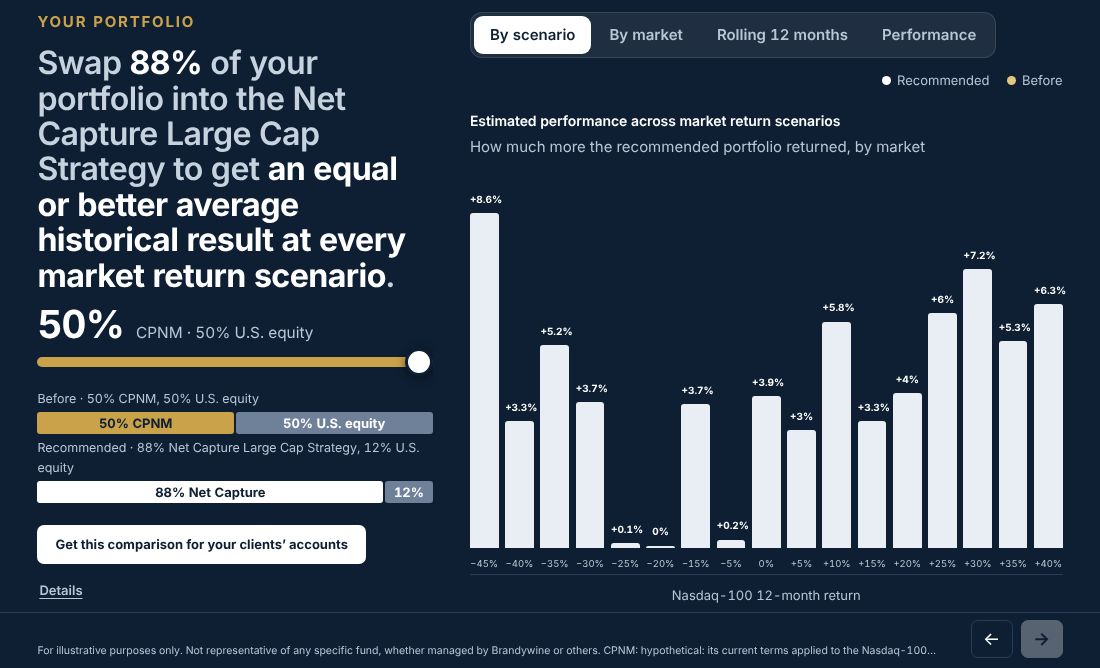 YOUR PORTFOLIO
Swap 88% of your
portfolio into the Net
Capture Large Cap
Strategy to get an equal
or better average
historical result at every
market return scenario.
50% CPNM · 50% U.S. equity
Before · 50% CPNM, 50% U.S. equity
50% CPNM 50% U.S. equity
Recommended · 88% Net Capture Large Cap Strategy, 12% U.S.
equity
88% Net Capture 12%
Get this comparison for your clients’ accounts
Details
By scenario By market Rolling 12 months Performance
Recommended Before
Estimated performance across market return scenarios
How much more the recommended portfolio returned, by market
+8.6% +3.3% +5.2% +3.7% +0.1% 0% +3.7% +0.2% +3.9% +3% +5.8% +3.3% +4% +6% +7.2% +5.3% +6.3%
−45% −40% −35% −30% −25% −20% −15% −5% 0% +5% +10% +15% +20% +25% +30% +35% +40%
Nasdaq-100 12-month return
For illustrative purposes only. Not representative of any specific fund, whether managed by Brandywine or others. CPNM: hypothetical: its current terms applied to the Nasdaq-100...